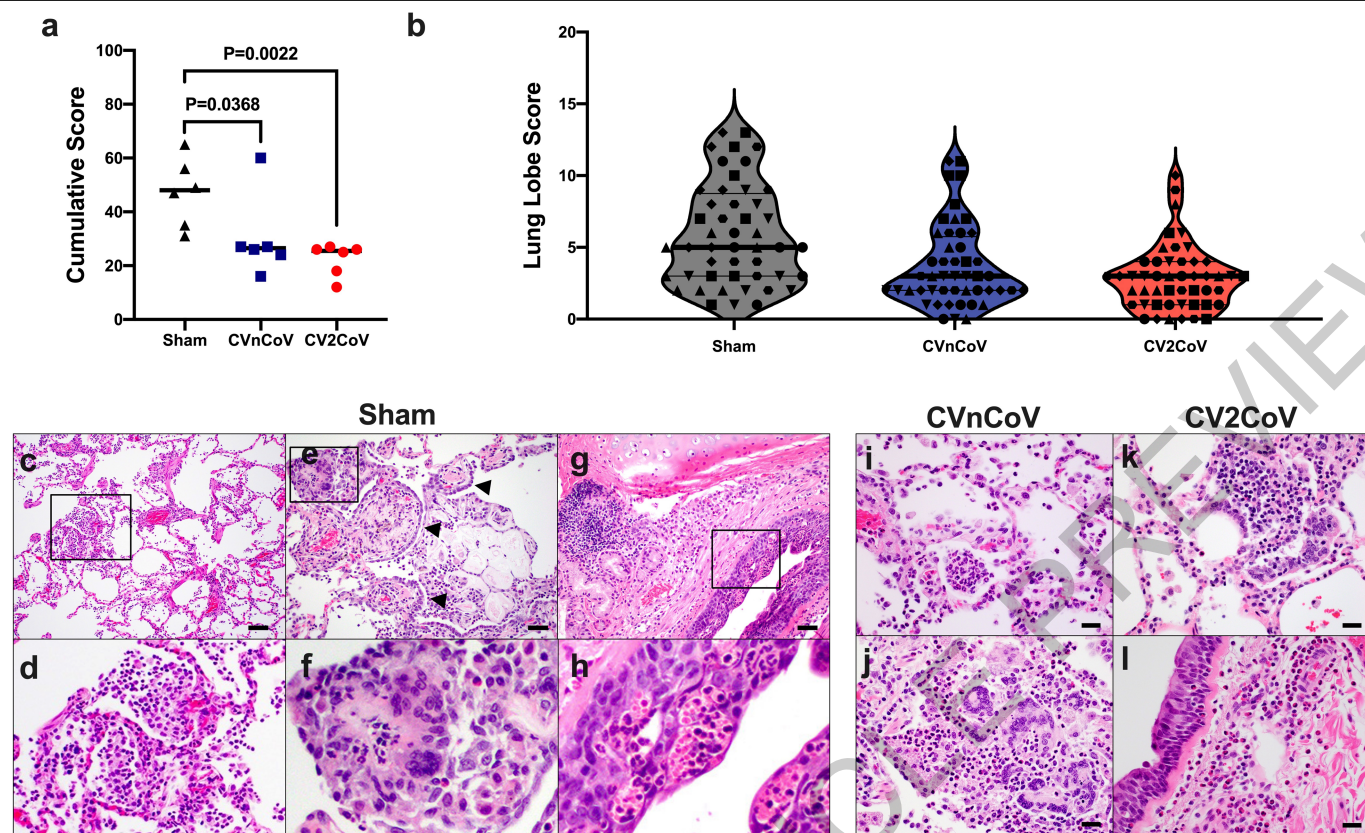 a
100
80
60
40
20
0
Cumulative Score
P=0.0022
P=0.0368
Sham CVnCoV CV2CoV
b
20
15
10
5
0
Lung Lobe Score
Sham CVnCoV CV2CoV
Sham
CVnCoV CV2CoV
c e g i k
d f h j l
PREVIEW